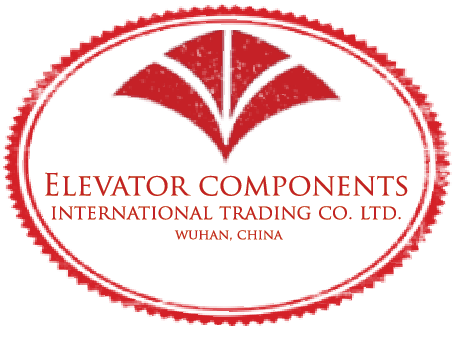 ELEVATOR COMPONENTS
INTERNATIONAL TRADING CO. LTD.
WUHAN, CHINA